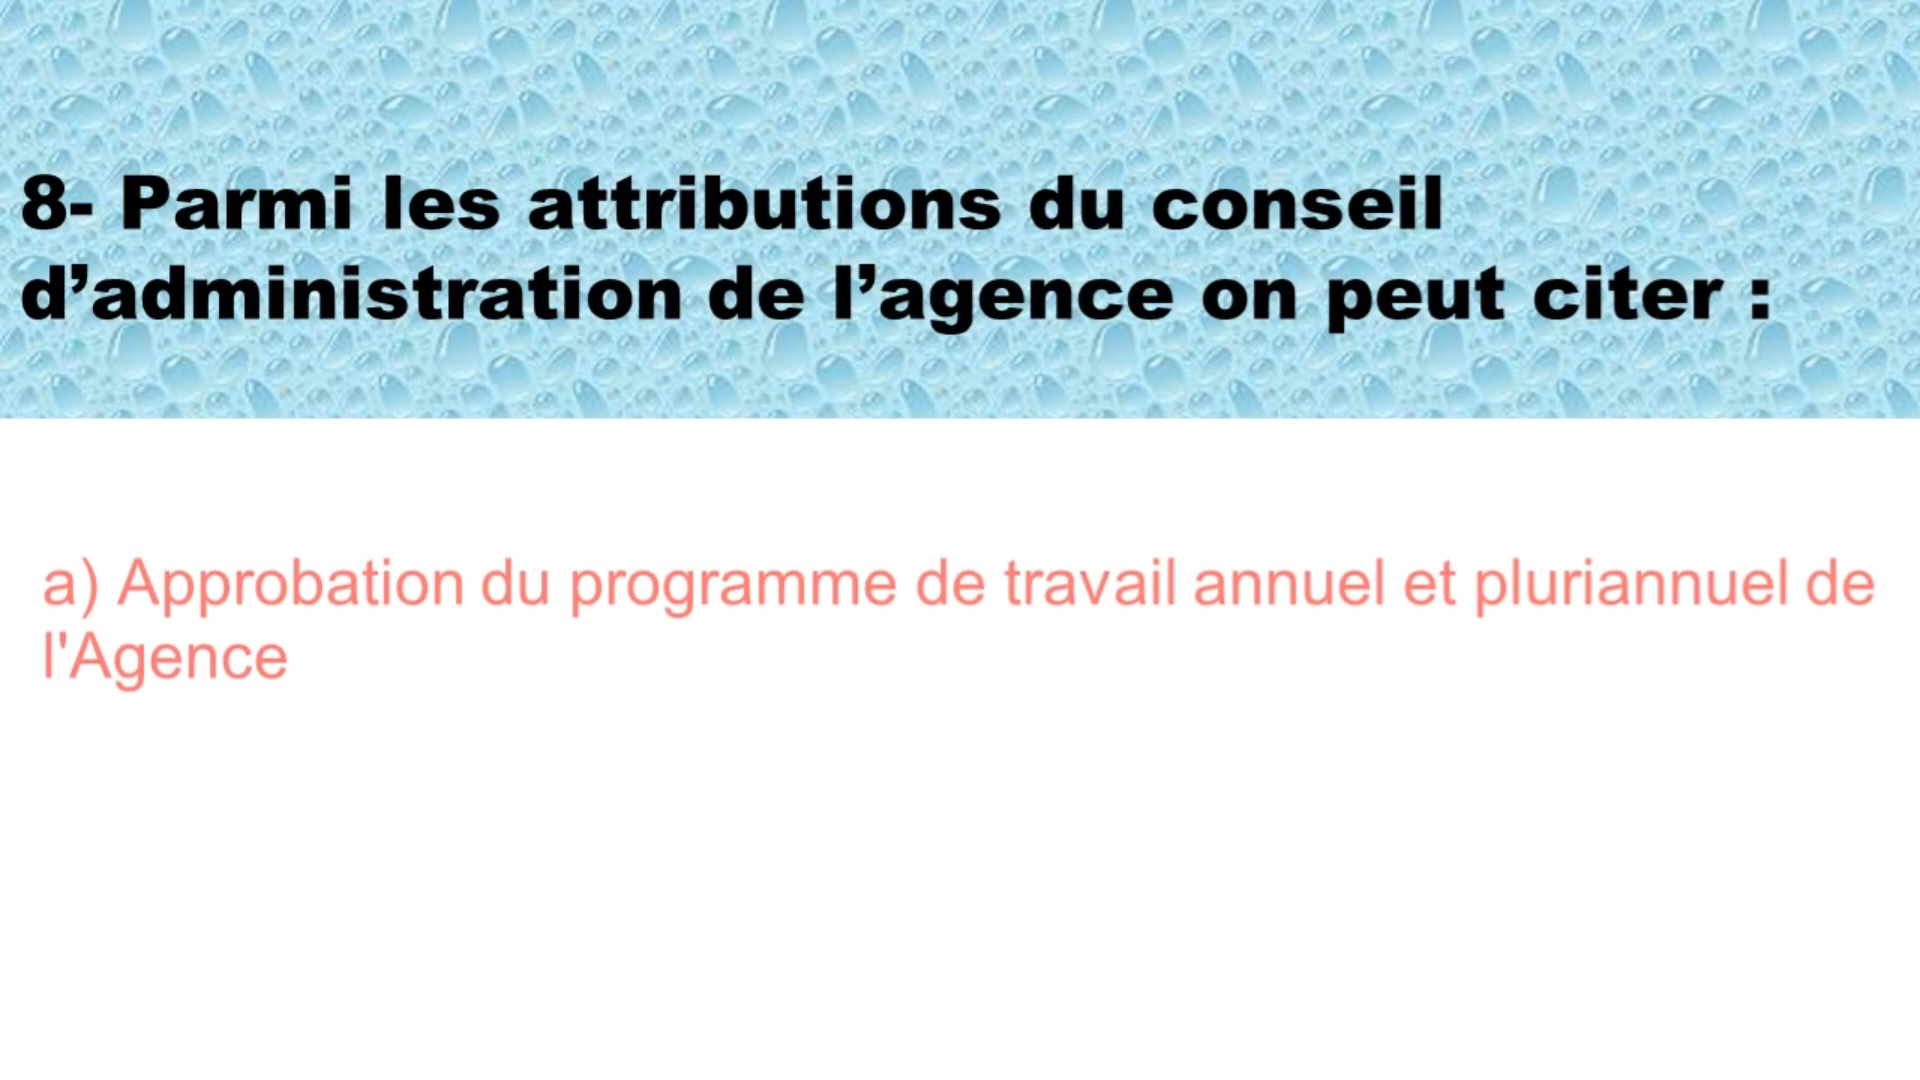 8- Parmi les attributions du conseil
d’administration de l’agence on peut citer :
a) Approbation du programme de travail annuel et pluriannuel de
l'Agence